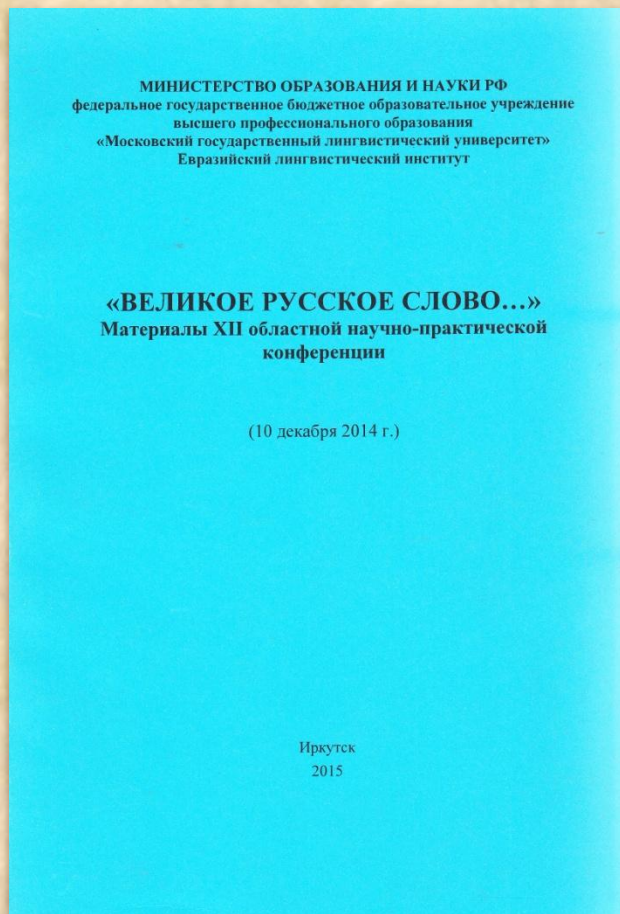 МИНИСТЕРСТВО ОБРАЗОВАНИЯ И НАУКИ РФ
федеральное государственное бюджетное образовательное учреждение
высшего профессионального образования
«Московский государственный лингвистический университет»
Евразийский лингвистический институт
«ВЕЛИКОЕ РУССКОЕ СЛОВО…»
Материалы XII областной научно-практической
конференции
(10 декабря 2014 г.)
Иркутск
2015